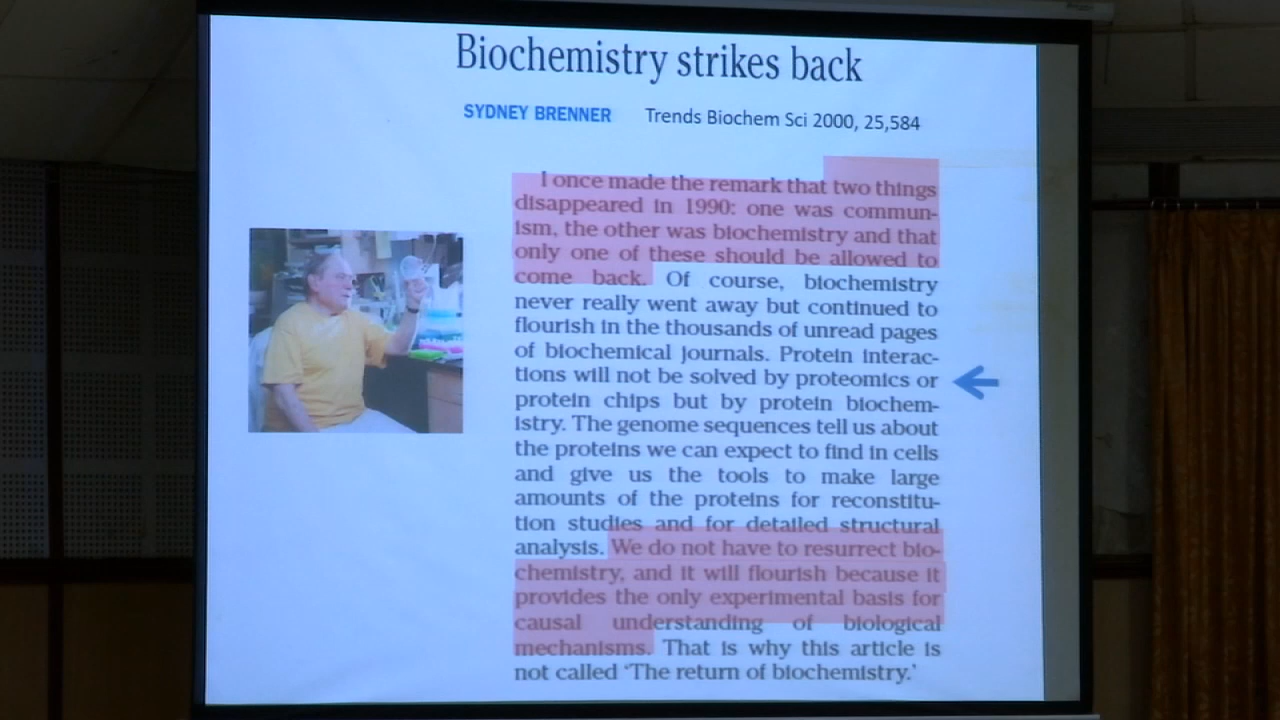 Biochemistry strikes back
SYDNEY BRENNER Trends Biochem Sci 2000, 25,584
I once made the remark that two things
disappeared in 1990: one was commun-
ism, the other was biochemistry and that
only one of these should be allowed to
come back. Of course, biochemistry
never really went away but continued to
flourish in the thousands of unread pages
of biochemical journals. Protein interac-
tions will not be solved by proteomics or
protein chips but by protein biochem-
istry. The genome sequences tell us about
the proteins we can expect to find in cells
and give us the tools to make large
amounts of the proteins for reconstitu-
tion studies and for detailed structural
analysis. We do not have to resurrect bio-
chemistry, and it will flourish because it
provides the only experimental basis for
causal understanding of biological
mechanisms. That is why this article is
not called ‘The return of biochemistry.’